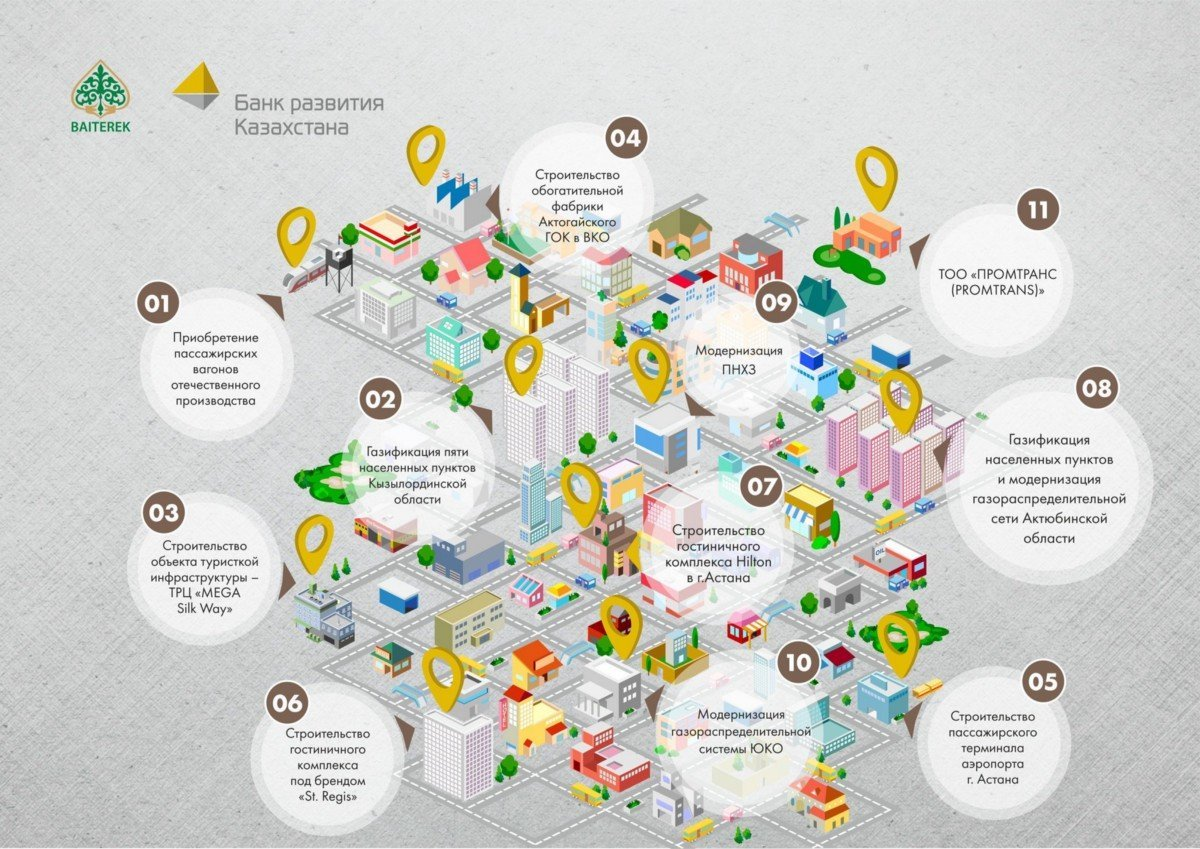 BAITEREK
Банк развития
Казахстана
04
Строительство
обогатительной
фабрики
Актогайского
ГОК в ВКО
11
ТОО «ПРОМТРАНС
(PROMTRANS)»
01
Приобретение
пассажирских
вагонов
отечественного
производства
09
Модернизация
ПНХЗ
02
Газификация пяти
населенных пунктов
Кызылординской
области
08
Газификация
населенных пунктов
и модернизация
газораспределительной
сети Актюбинской
области
03
Строительство
объекта туристкой
инфраструктуры –
ТРЦ «MEGA
Silk Way»
07
Строительство
гостиничного
комплекса Hilton
в г.Астана
OIL
06
Строительство
гостиничного
комплекса
под брендом
«St. Regis»
HOTEL
10
Модернизация
газораспределительной
системы ЮКО
05
Строительство
пассажирского
терминала
аэропорта
г. Астана